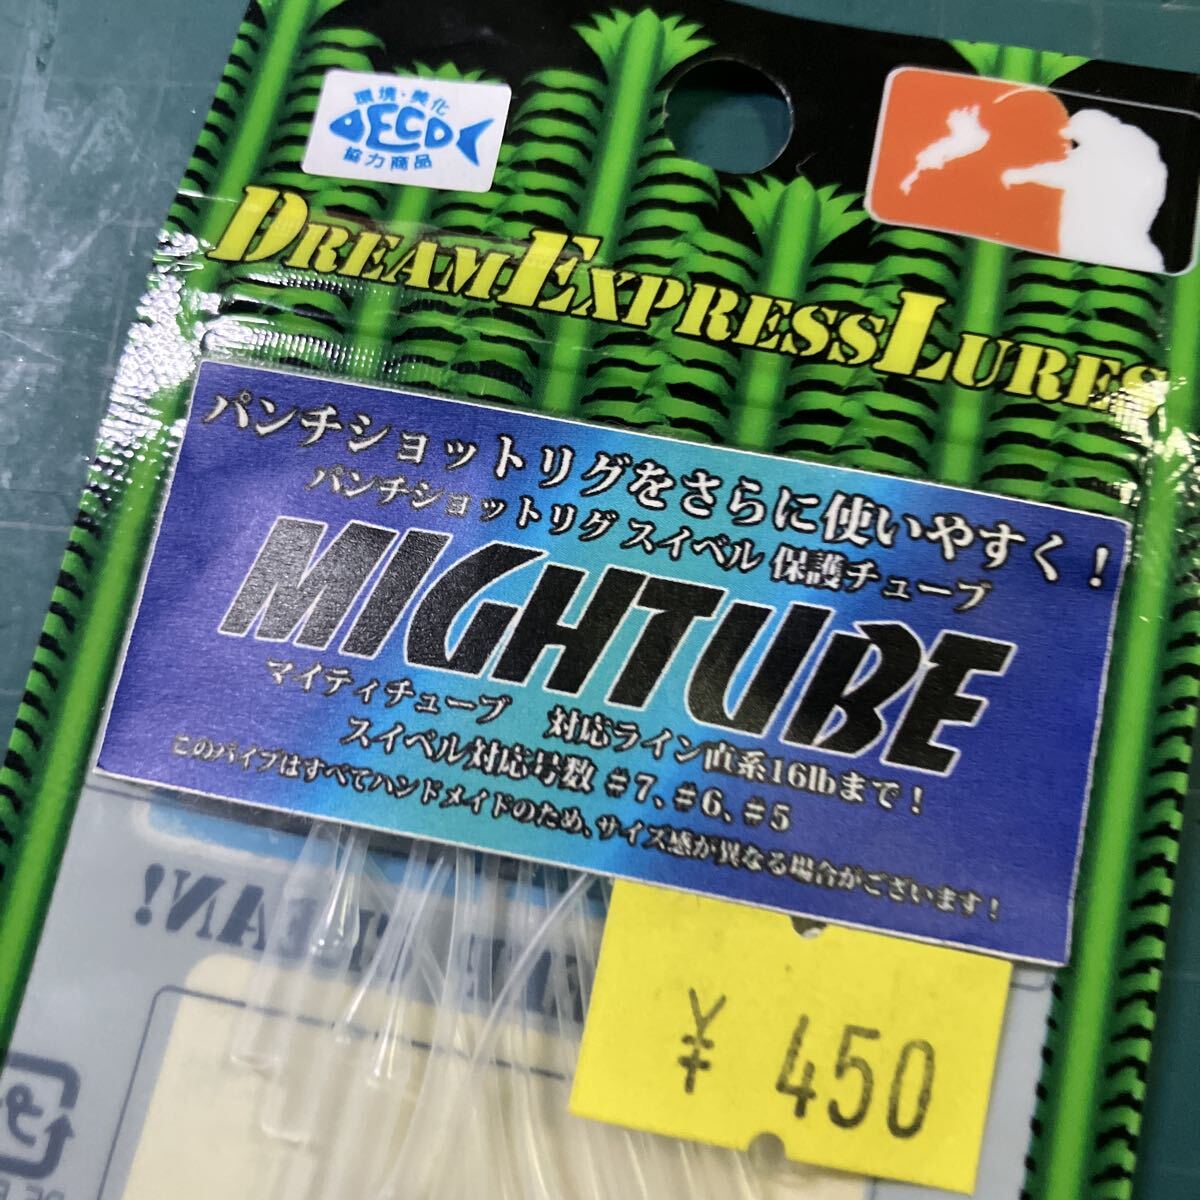 環境・美化
ECO
協力商品
DREAMEXPRESSLURES
パンチショットリグをさらに使いやすく！
パンチショットリグ スイベル 保護チューブ
MIGHTUBE
マイティチューブ 対応ライン直系16lbまで！
スイベル対応号数 #7、#6、#5
このパイプはすべてハンドメイドのため、サイズ感が異なる場合がございます！
¥ 450
CLEAN!
プ